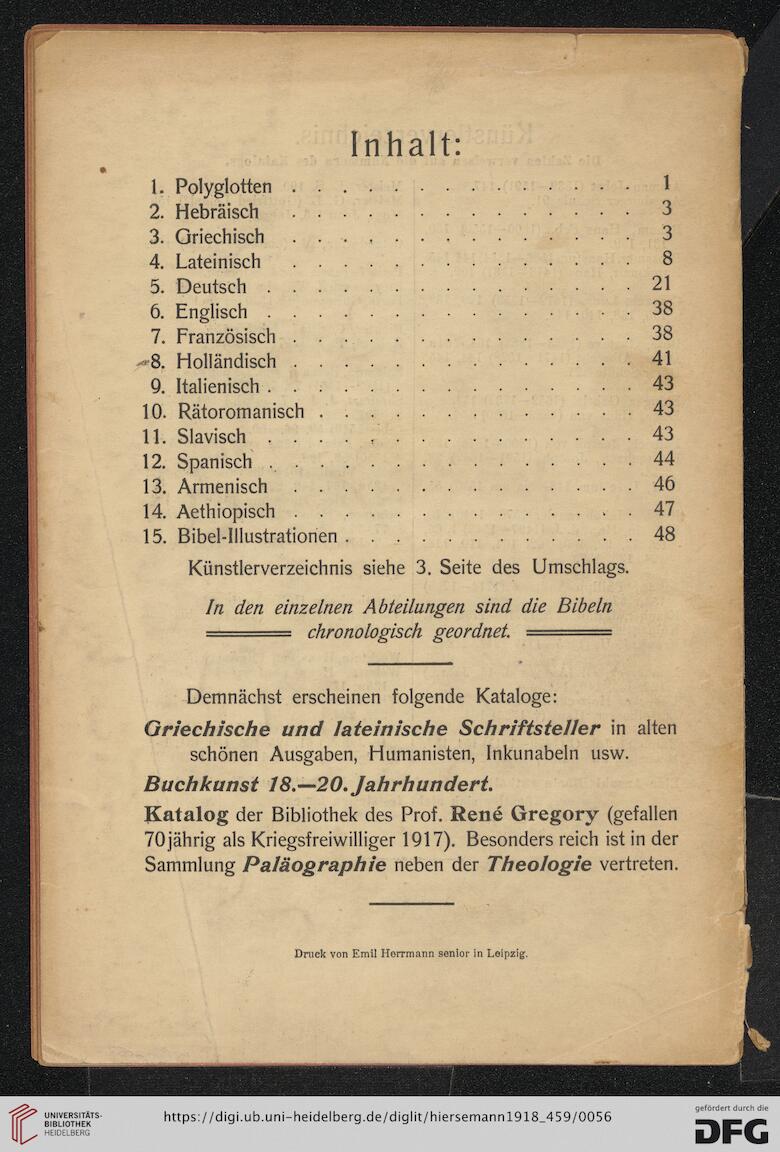 Inhalt:
1. Polyglotten . . . . . . . . . . . . . . 1
2. Hebräisch . . . . . . . . . . . . . . 3
3. Griechisch . . . . . . . . . . . . . . 3
4. Lateinisch . . . . . . . . . . . . . . 8
5. Deutsch . . . . . . . . . . . . . . . 21
6. Englisch . . . . . . . . . . . . . . . 38
7. Französisch . . . . . . . . . . . . . . 38
8. Holländisch . . . . . . . . . . . . . . 41
9. Italienisch . . . . . . . . . . . . . . . 43
10. Rätoromanisch . . . . . . . . . . . . . 43
11. Slavisch . . . . . . . . . . . . . . . 43
12. Spanisch . . . . . . . . . . . . . . . 44
13. Armenisch . . . . . . . . . . . . . . 46
14. Aethiopisch . . . . . . . . . . . . . . 47
15. Bibel-Illustrationen . . . . . . . . . . . . 48
Künstlerverzeichnis siehe 3. Seite des Umschlags.
In den einzelnen Abteilungen sind die Bibeln
chronologisch geordnet.
Demnächst erscheinen folgende Kataloge:
Griechische und lateinische Schriftsteller in alten
schönen Ausgaben, Humanisten, Inkunabeln usw.
Buchkunst 18.—20. Jahrhundert.
Katalog der Bibliothek des Prof. René Gregory (gefallen
70jährig als Kriegsfreiwilliger 1917). Besonders reich ist in der
Sammlung Paläographie neben der Theologie vertreten.
Druck von Emil Herrmann senior in Leipzig.
UNIVERSITÄTS-
BIBLIOTHEK
HEIDELBERG
https://digi.ub.uni-heidelberg.de/diglit/hiersemann1918_459/0056
gefördert durch die
DFG